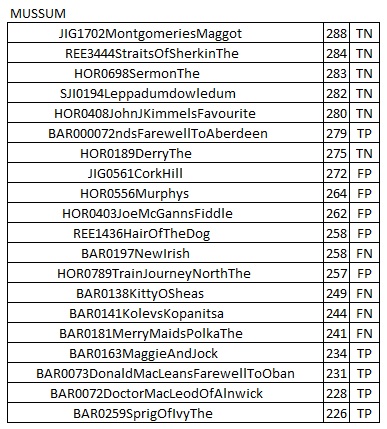 MUSSUM
JIG1702MontgomeriesMaggot 288 TN
REE3444StraitsOfSherkinThe 284 TN
HOR0698SermonThe 283 TN
SJI0194Leppadumdowledum 282 TN
HOR0408JohnJKimmelsFavourite 280 TN
BAR000072ndsFarewellToAberdeen 279 TP
HOR0189DerryThe 275 TN
JIG0561CorkHill 272 FP
HOR0556Murphys 264 FP
HOR0403JoeMcGannsFiddle 262 FP
REE1436HairOfTheDog 258 FP
BAR0197NewIrish 258 FN
HOR0789TrainJourneyNorthThe 257 FP
BAR0138KittyOSheas 249 FN
BAR0141KolevsKopanitsa 244 FN
BAR0181MerryMaidsPolkaThe 241 FN
BAR0163MaggieAndJock 234 TP
BAR0073DonaldMacLeansFarewellToOban 231 TP
BAR0072DoctorMacLeodOfAlnwick 228 TP
BAR0259SprigOfIvyThe 226 TP